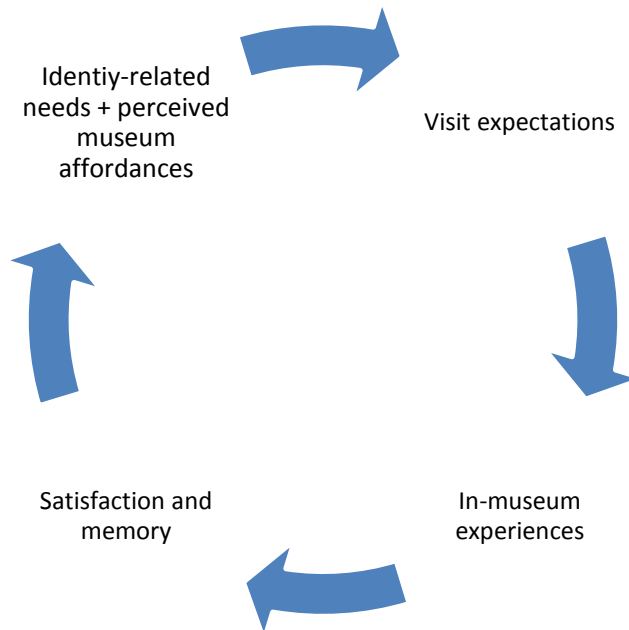 Identiy-related
needs + perceived
museum
affordances
Visit expectations
In-museum
experiences
Satisfaction and
memory